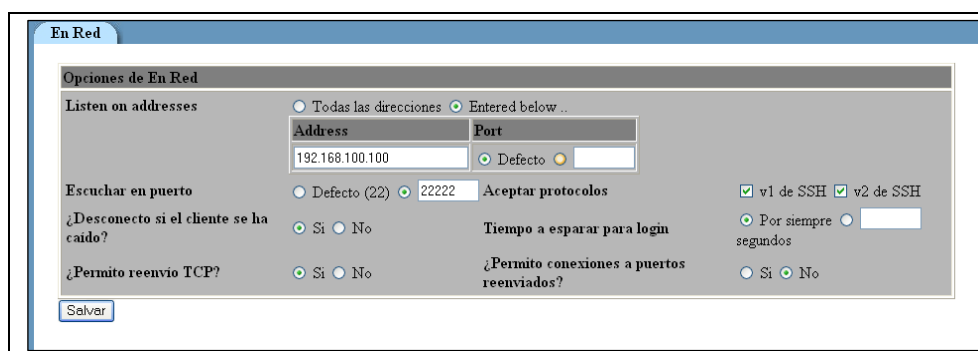 En Red
Opciones de En Red
Listen on addresses Todas las direcciones Entered below ..
Address Port
192.168.100.100 Defecto
Escuchar en puerto Defecto (22) 22222 Aceptar protocolos v1 de SSH v2 de SSH
¿Desconecto si el cliente se ha caído? Si No Tiempo a esparar para login Por siempre segundos
¿Permito reenvío TCP? Si No ¿Permito conexiones a puertos reenviados? Si No
Salvar